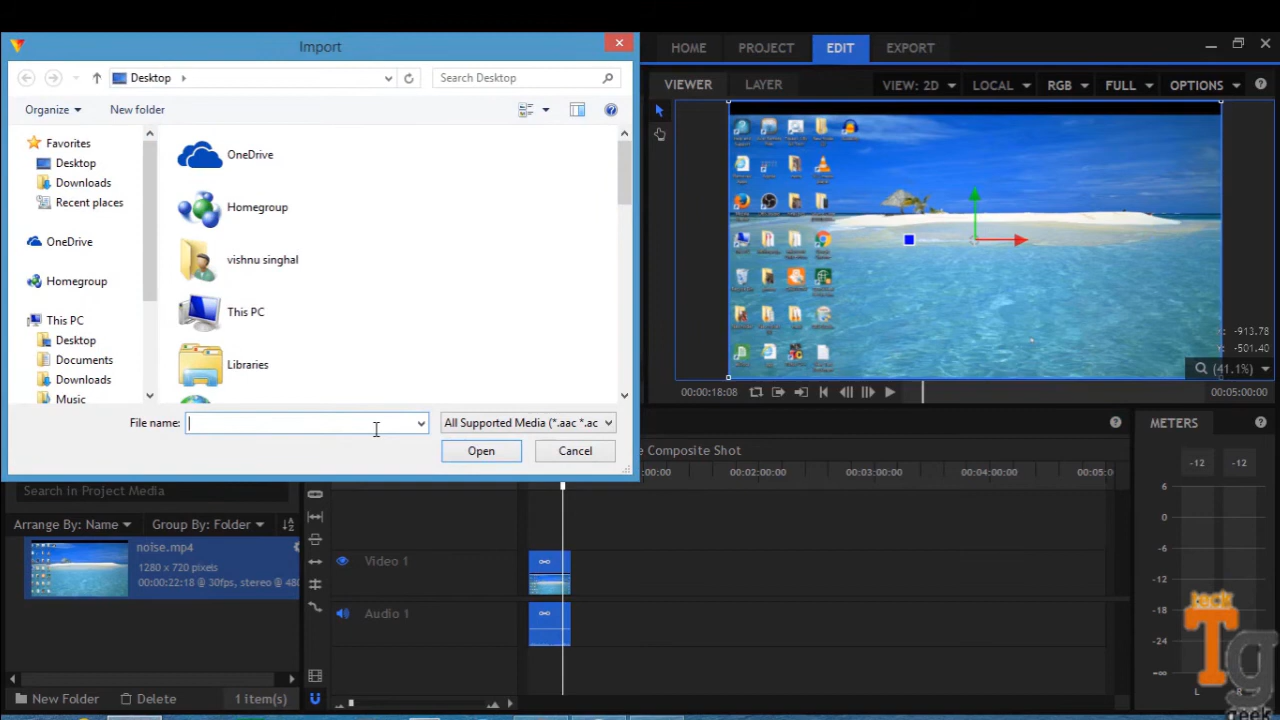 Import
Desktop
Search Desktop
Organize
New folder
Favorites
Desktop
Downloads
Recent places
OneDrive
Homegroup
This PC
Desktop
Documents
Downloads
Music
OneDrive
Homegroup
vishnu singhal
This PC
Libraries
File name:
All Supported Media (*.aac *.ac
Open
Cancel
HOME
PROJECT
EDIT
EXPORT
VIEWER
LAYER
VIEW: 2D
LOCAL
RGB
FULL
OPTIONS
-913.78
-501.40
(41.1%)
00:00:18:08
00:05:00:00
Composite Shot
METERS
:00:00
00:02:00:00
00:03:00:00
00:04:00:00
00:05:0
-12
-12
6
0
-6
-12
-18
-24
-∞
L
R
Search in Project Media
Arrange By: Name
Group By: Folder
noise.mp4
1280 x 720 pixels
00:00:22:18 @ 30fps, stereo @ 480
Video 1
Audio 1
New Folder
Delete
1 item(s)
teck
Tg
geek